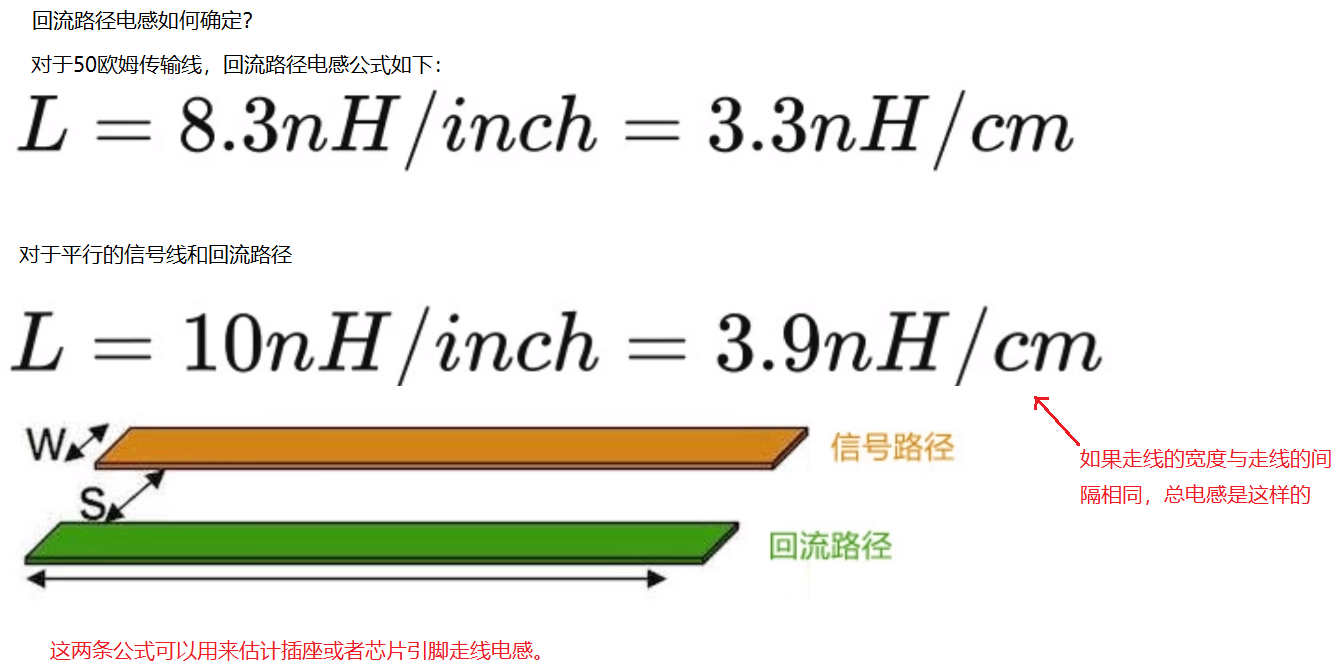 回流路径电感如何确定?
对于50欧姆传输线，回流路径电感公式如下：
L = 8.3nH/inch = 3.3nH/cm
对于平行的信号线和回流路径
L = 10nH/inch = 3.9nH/cm
W
信号路径
如果走线的宽度与走线的间
隔相同，总电感是这样的
S
回流路径
这两条公式可以用来估计插座或者芯片引脚走线电感。